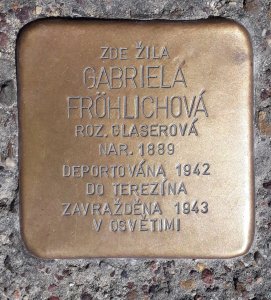 ZDE ŽILA
GABRIELA
FRÖHLICHOVÁ
ROZ. GLASEROVÁ
NAR. 1889
DEPORTOVÁNA 1942
DO TEREZÍNA
ZAVRAŽDĚNA 1943
V OSVĚTIMI